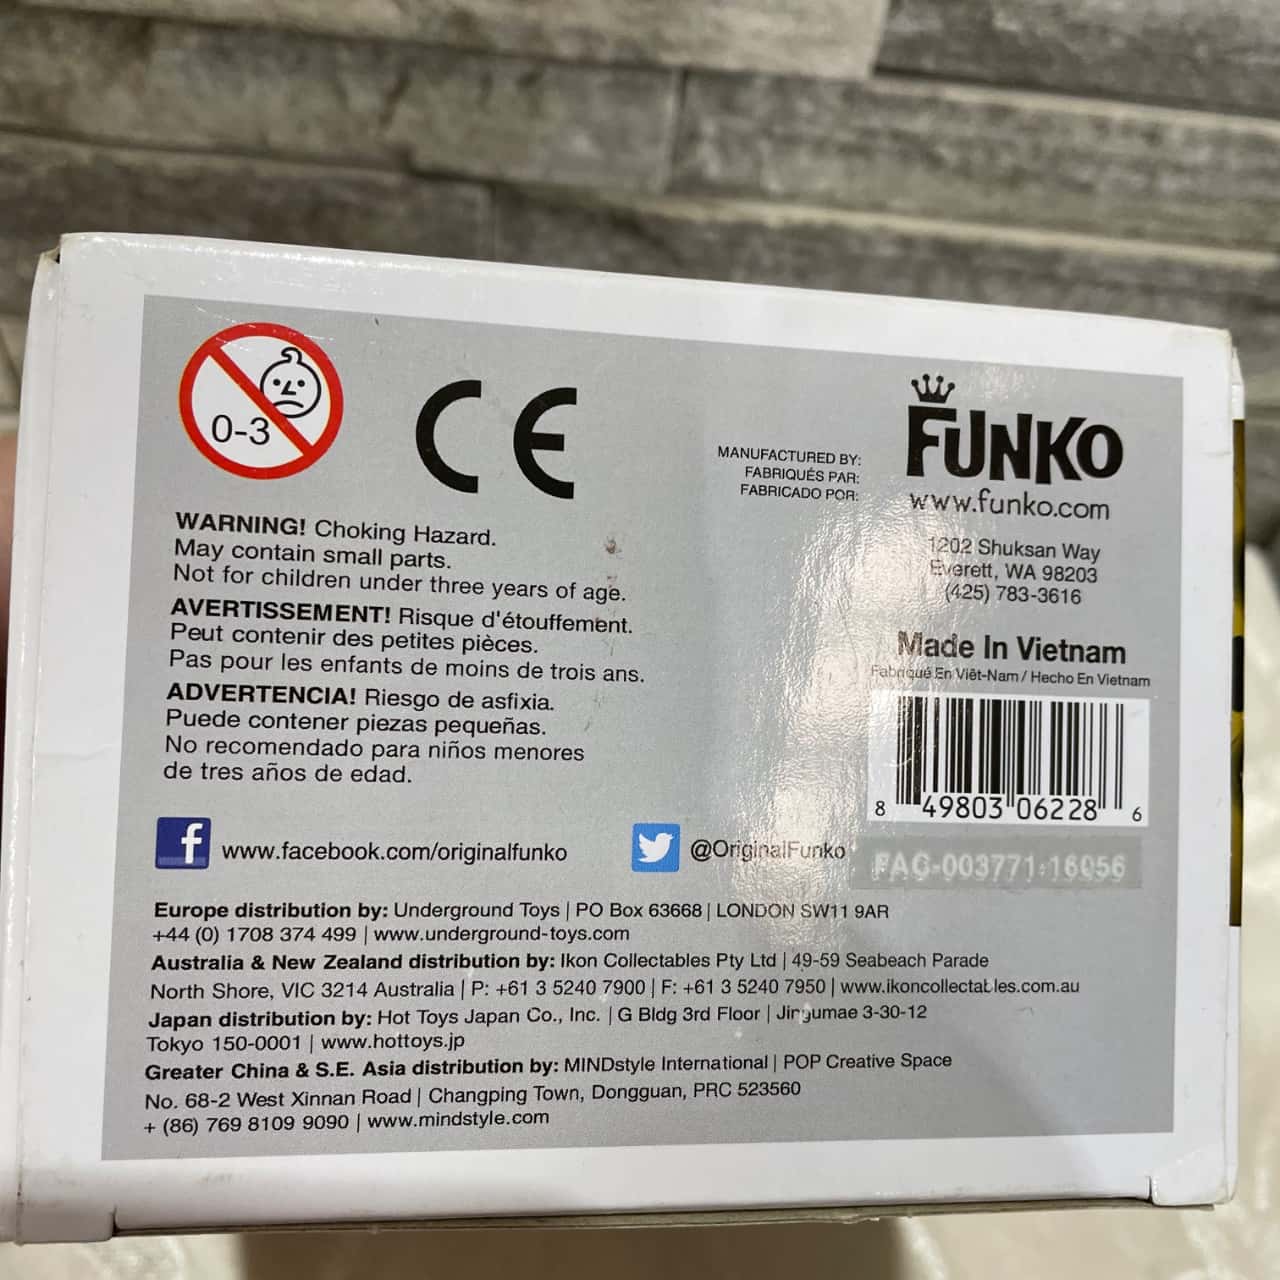 0-3
CE
WARNING! Choking Hazard.
May contain small parts.
Not for children under three years of age.
AVERTISSEMENT! Risque d'étouffement.
Peut contenir des petites pièces.
Pas pour les enfants de moins de trois ans.
ADVERTENCIA! Riesgo de asfixia.
Puede contener piezas pequeñas.
No recomendado para niños menores
de tres años de edad.
MANUFACTURED BY:
FABRIQUÉS PAR:
FABRICADO POR:
FUNKO
www.funko.com
1202 Shuksan Way
Everett, WA 98203
(425) 783-3616
Made In Vietnam
Fabriqué En Viêt-Nam / Hecho En Vietnam
8 49803 06228 6
FAC-003771-16056
f www.facebook.com/originalfunko
@OriginalFunko
Europe distribution by: Underground Toys | PO Box 63668 | LONDON SW11 9AR
+44 (0) 1708 374 499 | www.underground-toys.com
Australia & New Zealand distribution by: Ikon Collectables Pty Ltd | 49-59 Seabeach Parade
North Shore, VIC 3214 Australia | P: +61 3 5240 7900 | F: +61 3 5240 7950 | www.ikoncollectables.com.au
Japan distribution by: Hot Toys Japan Co., Inc. | G Bldg 3rd Floor | Jingumae 3-30-12
Tokyo 150-0001 | www.hottoys.jp
Greater China & S.E. Asia distribution by: MINDstyle International | POP Creative Space
No. 68-2 West Xinnan Road | Changping Town, Dongguan, PRC 523560
+ (86) 769 8109 9090 | www.mindstyle.com